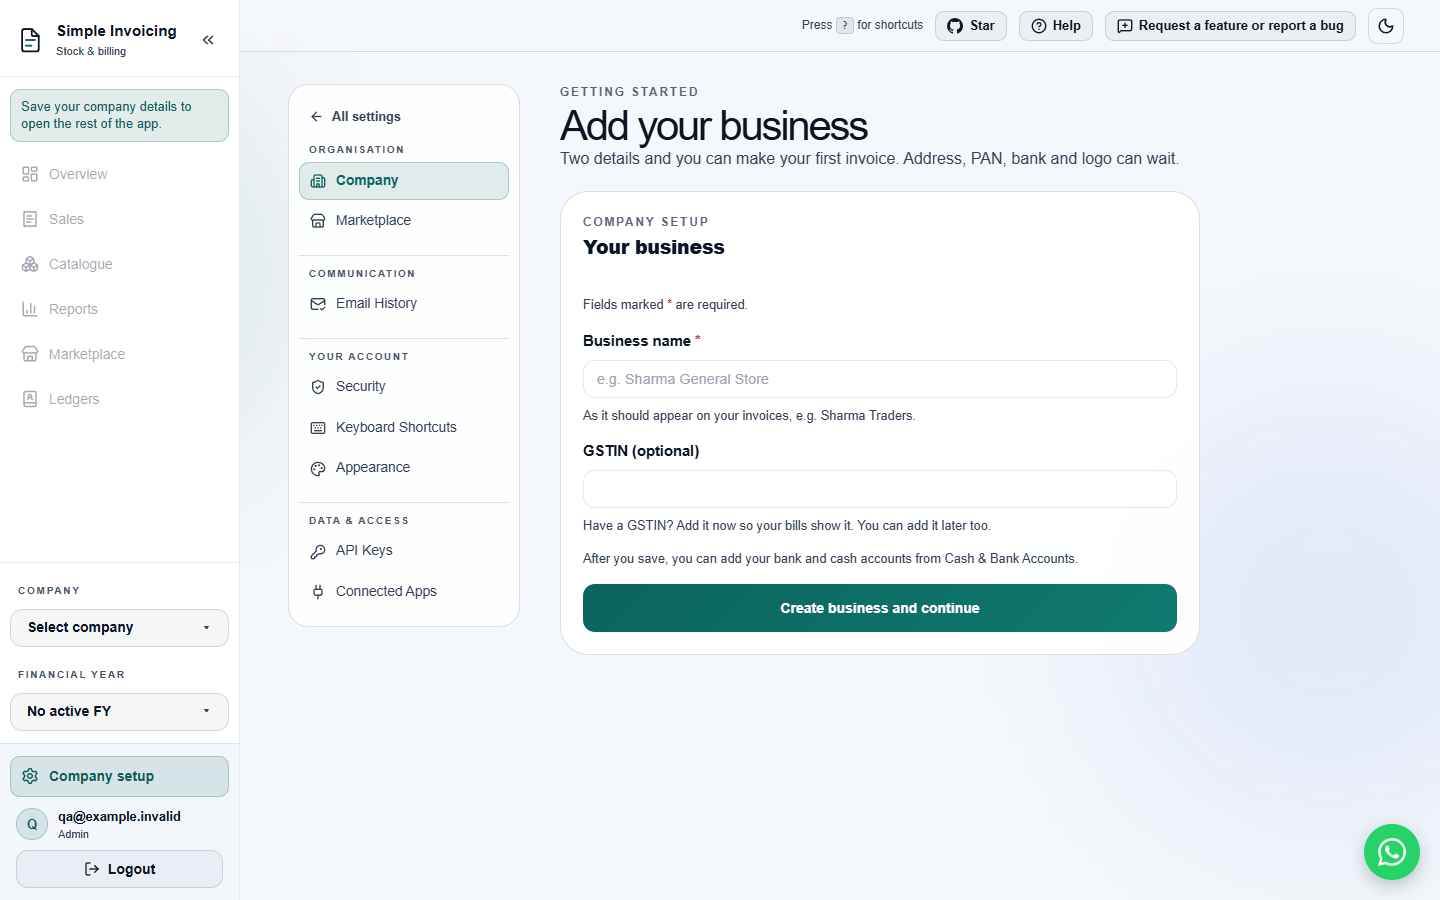 Simple Invoicing
Stock & billing
Save your company details to
open the rest of the app.
Overview
Sales
Catalogue
Reports
Marketplace
Ledgers
COMPANY
Select company
FINANCIAL YEAR
No active FY
Company setup
Q
qa@example.invalid
Admin
Logout
Press ? for shortcuts
Star
Help
Request a feature or report a bug
All settings
ORGANISATION
Company
Marketplace
COMMUNICATION
Email History
YOUR ACCOUNT
Security
Keyboard Shortcuts
Appearance
DATA & ACCESS
API Keys
Connected Apps
GETTING STARTED
Add your business
Two details and you can make your first invoice. Address, PAN, bank and logo can wait.
COMPANY SETUP
Your business
Fields marked * are required.
Business name *
e.g. Sharma General Store
As it should appear on your invoices, e.g. Sharma Traders.
GSTIN (optional)
Have a GSTIN? Add it now so your bills show it. You can add it later too.
After you save, you can add your bank and cash accounts from Cash & Bank Accounts.
Create business and continue